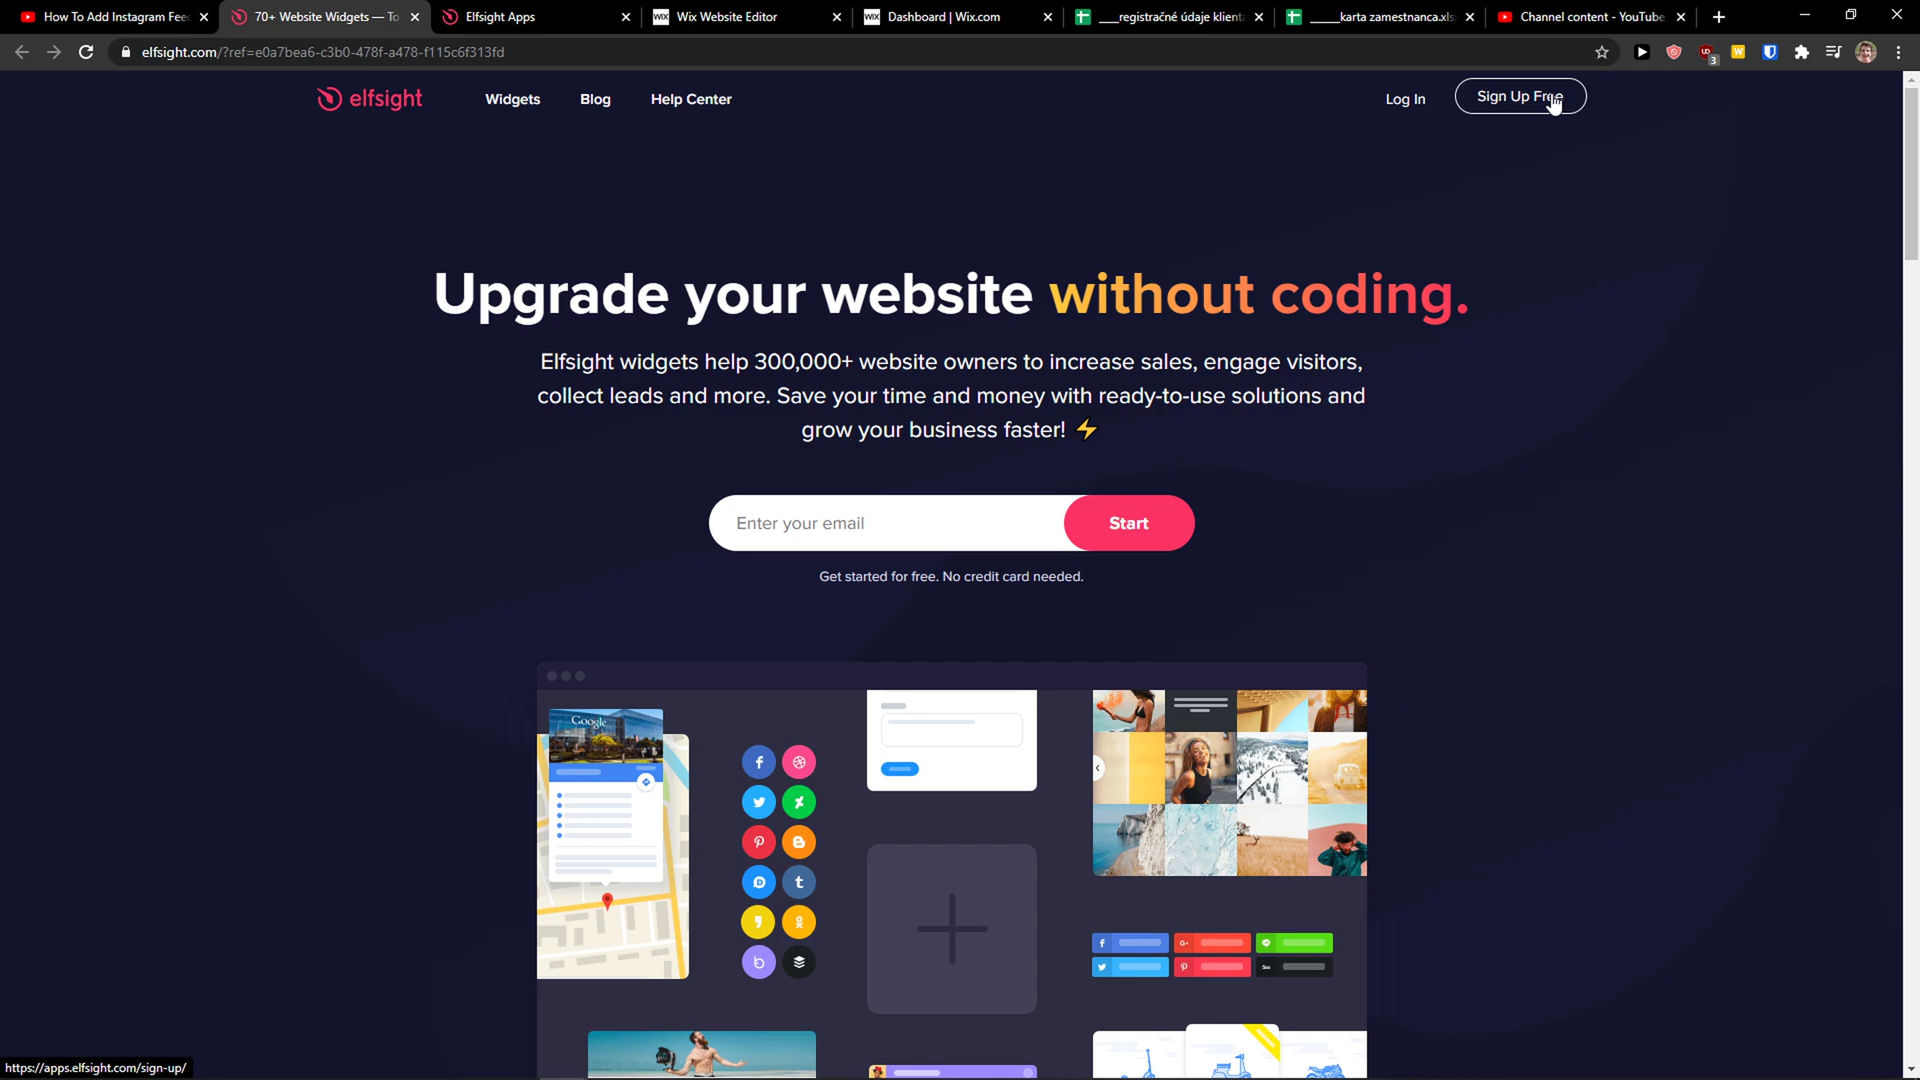 How To Add Instagram Fee
70+ Website Widgets — To
Elfsight Apps
Wix Website Editor
Dashboard | Wix.com
___registračné údaje klienta
_____karta zamestnanca.xls
Channel content - YouTube
elfsight.com/?ref=e0a7bea6-c3b0-478f-a478-f115c6f313fd
elfsight
Widgets
Blog
Help Center
Log In
Sign Up Free
Upgrade your website without coding.
Elfsight widgets help 300,000+ website owners to increase sales, engage visitors,
collect leads and more. Save your time and money with ready-to-use solutions and
grow your business faster! ⚡
Enter your email
Start
Get started for free. No credit card needed.
Google
https://apps.elfsight.com/sign-up/